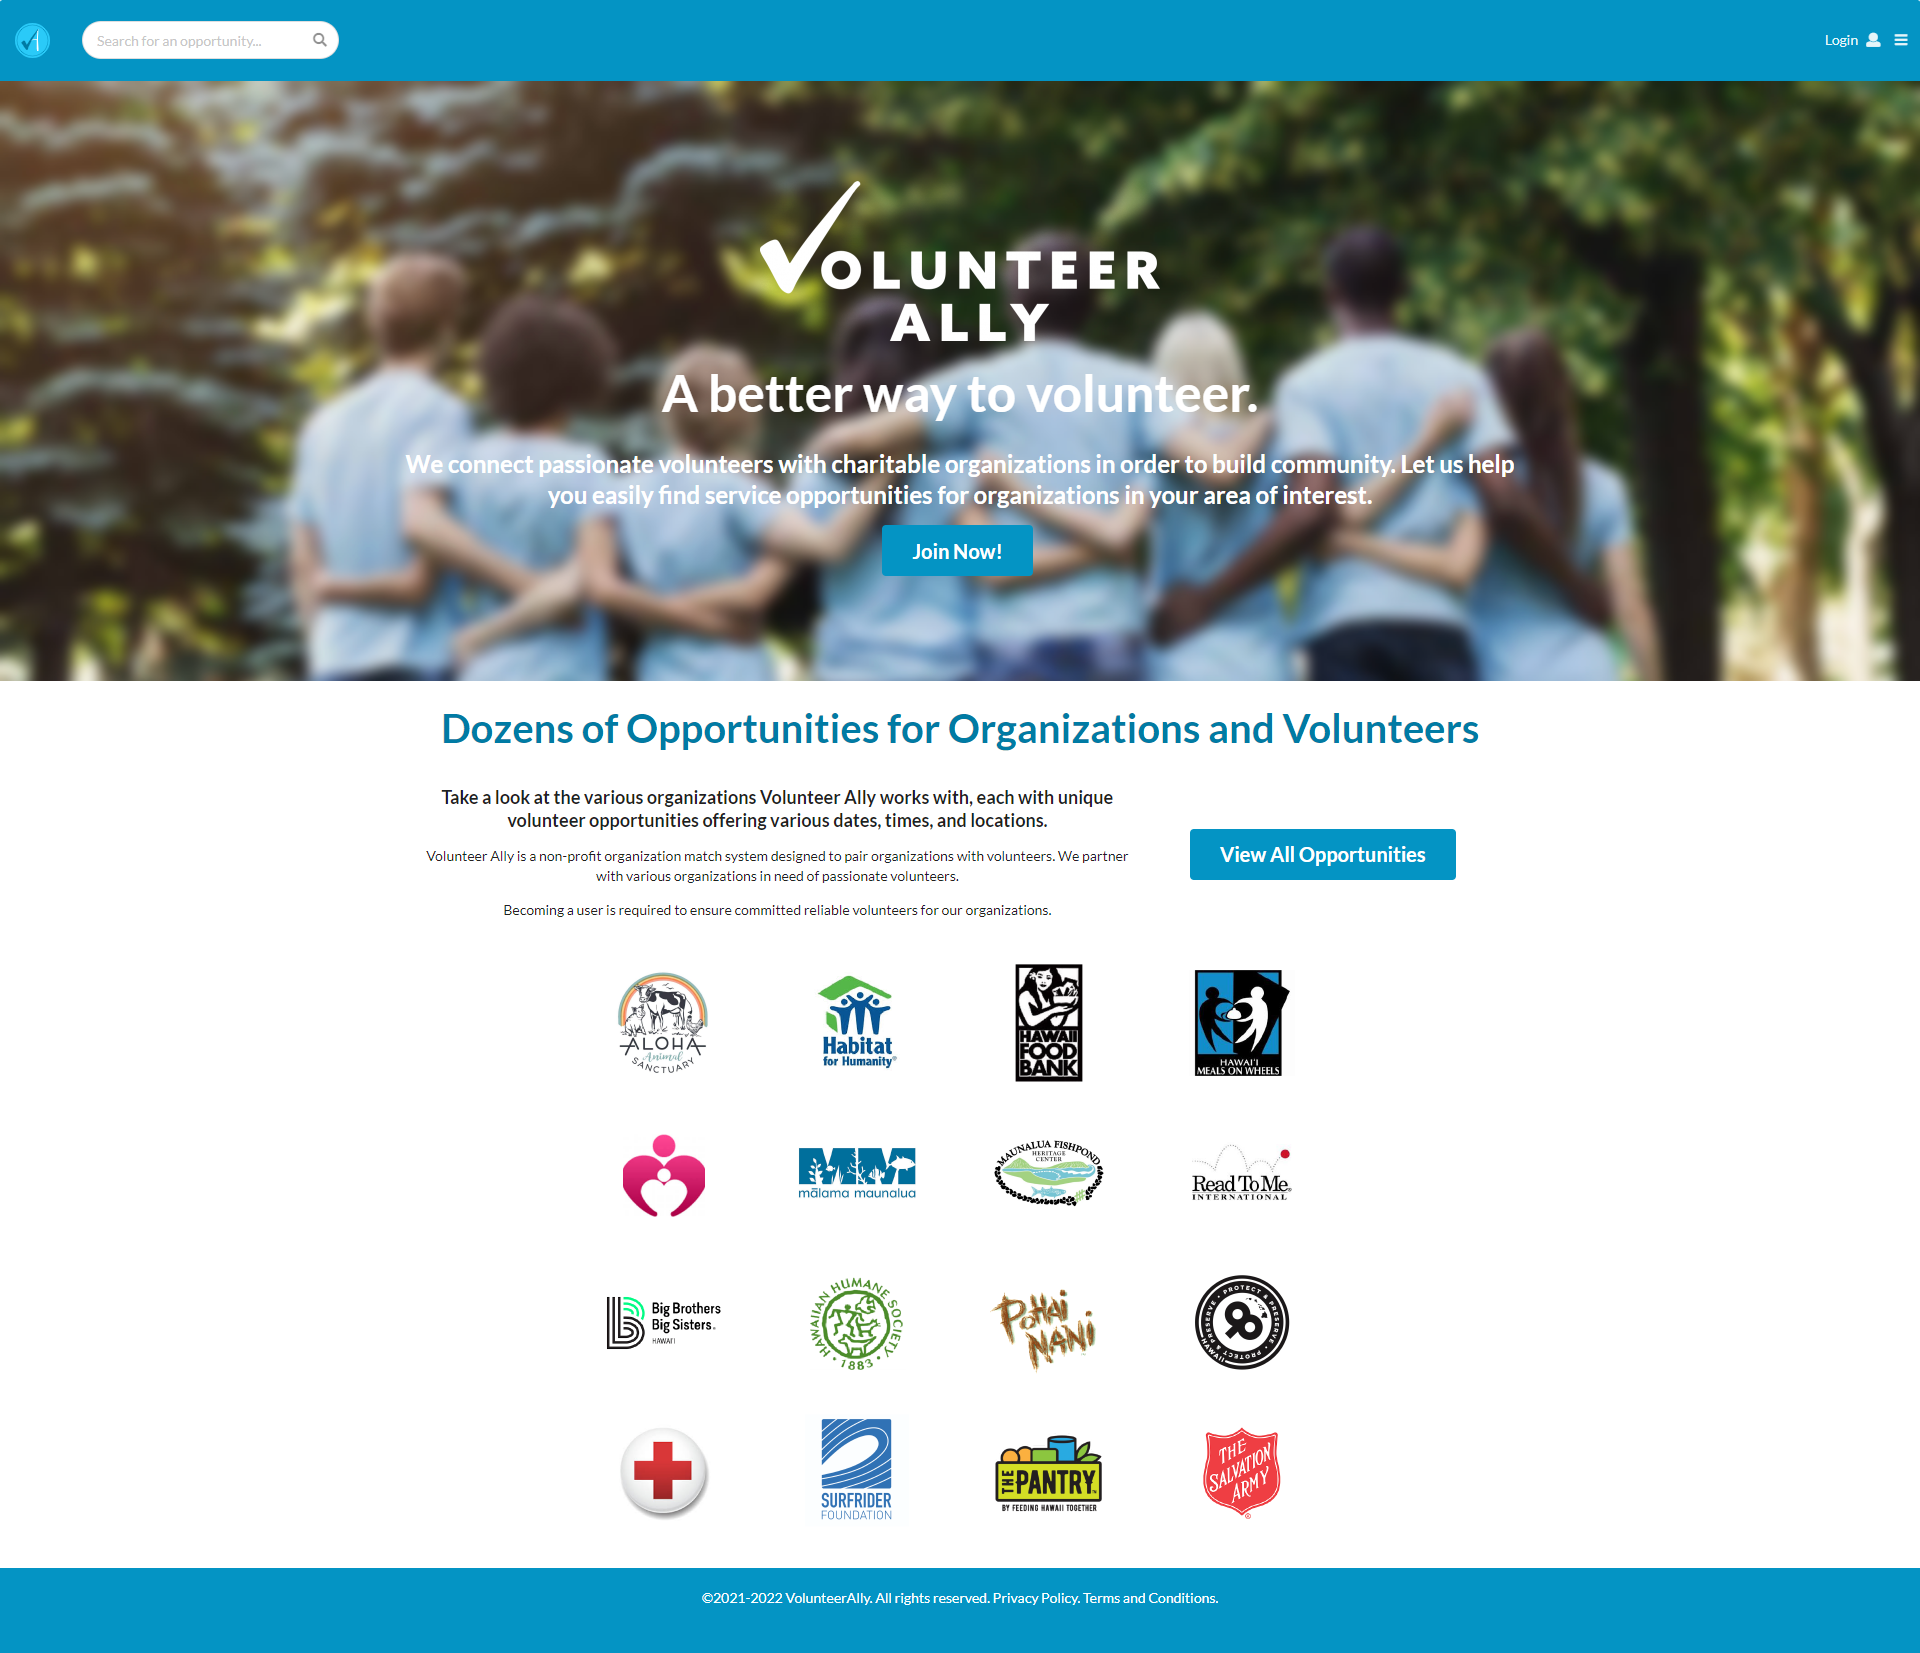 Search for an opportunity...
Login
VOLUNTEER
ALLY
A better way to volunteer.
We connect passionate volunteers with charitable organizations in order to build community. Let us help
you easily find service opportunities for organizations in your area of interest.
Join Now!
Dozens of Opportunities for Organizations and Volunteers
Take a look at the various organizations Volunteer Ally works with, each with unique
volunteer opportunities offering various dates, times, and locations.
Volunteer Ally is a non-profit organization match system designed to pair organizations with volunteers. We partner
with various organizations in need of passionate volunteers.
Becoming a user is required to ensure committed reliable volunteers for our organizations.
View All Opportunities
ALOHA
Animal
SANCTUARY
Habitat
for Humanity®
HAWAII
FOOD
BANK
HAWAI'I
MEALS ON WHEELS
MM
mālama maunalua
MAUNALUA FISHPOND
HERITAGE
CENTER
Read To Me®
INTERNATIONAL
Big Brothers
Big Sisters.
HAWAI'I
HAWAIIAN HUMANE SOCIETY
• 1883 •
POHAI
NANI
PROTECT & PRESERVE • PROTECT & PRESERVE •
HAWAII
SURFRIDER
FOUNDATION
THE PANTRY
BY FEEDING HAWAII TOGETHER
THE
SALVATION
ARMY
®
©2021-2022 VolunteerAlly. All rights reserved. Privacy Policy. Terms and Conditions.